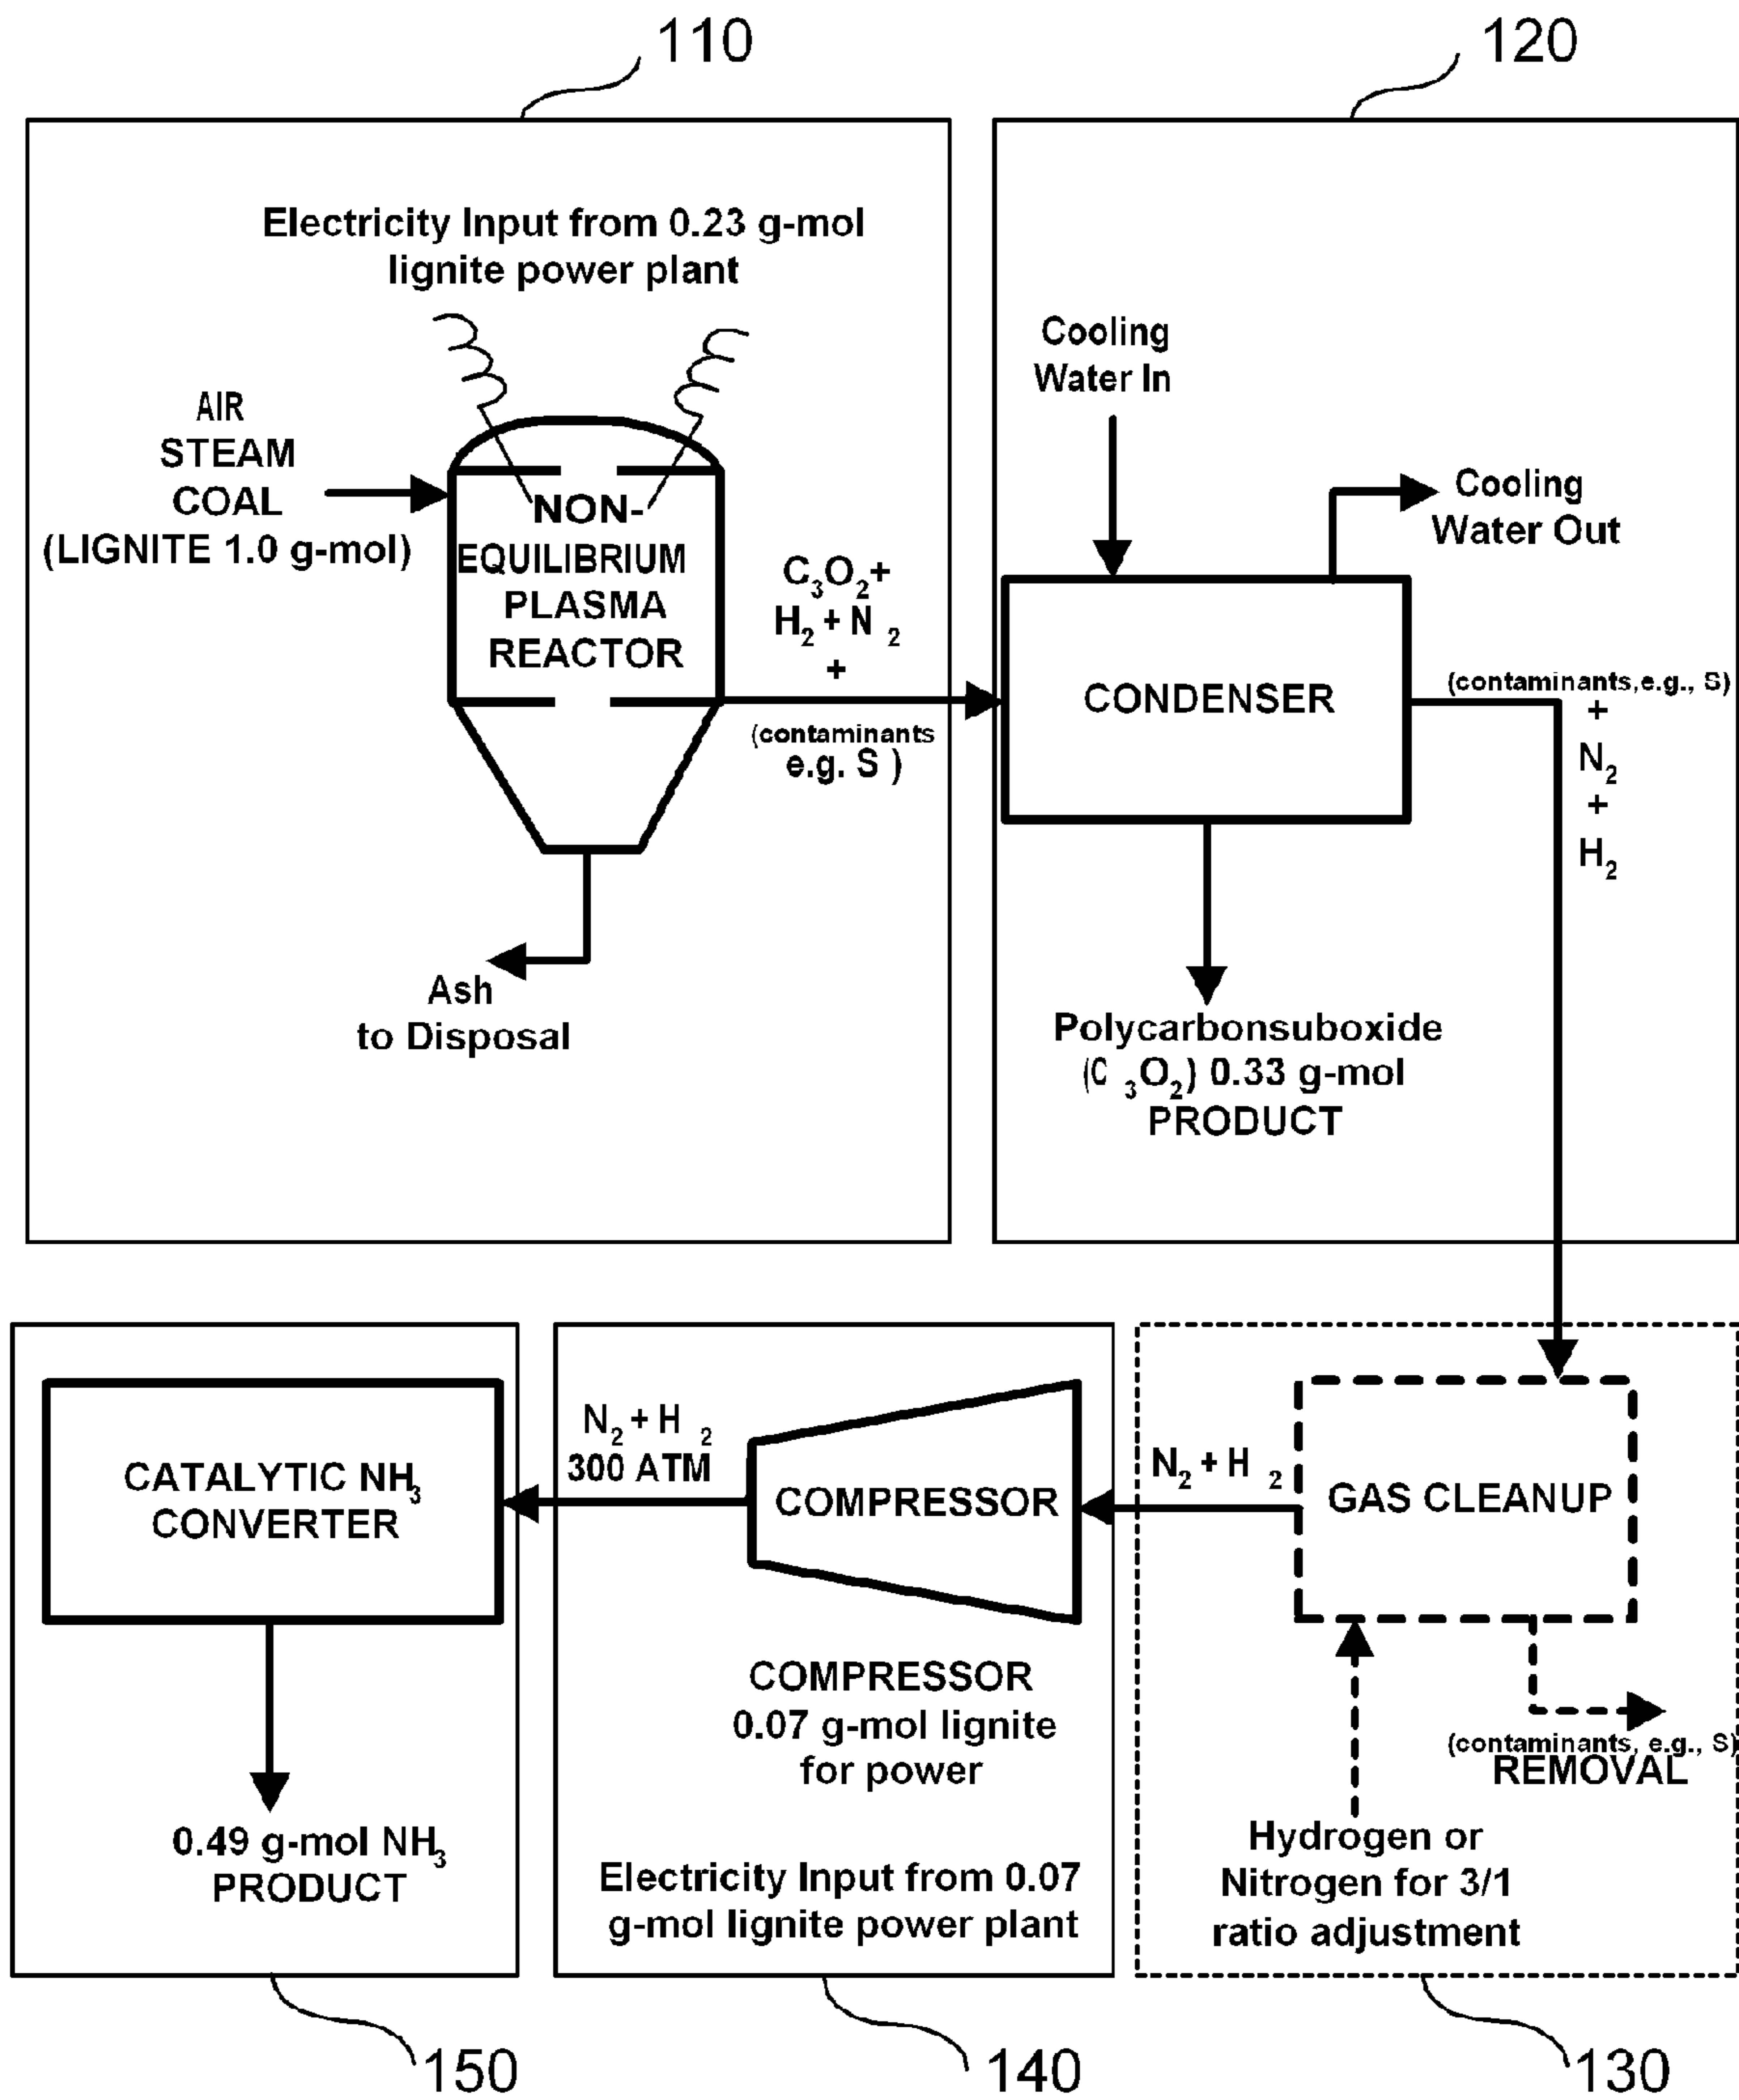 110
120
Electricity Input from 0.23 g-mol
lignite power plant
AIR
STEAM
COAL
(LIGNITE 1.0 g-mol)
NON-
EQUILIBRIUM
PLASMA
REACTOR
C₃O₂+
H₂ + N₂
+
(contaminants
e.g. S )
Ash
to Disposal
Cooling
Water In
Cooling
Water Out
CONDENSER
(contaminants,e.g., S)
+
N₂
+
H₂
Polycarbonsuboxide
(C₃O₂) 0.33 g-mol
PRODUCT
CATALYTIC NH₃
CONVERTER
0.49 g-mol NH₃
PRODUCT
N₂ + H₂
300 ATM
COMPRESSOR
COMPRESSOR
0.07 g-mol lignite
for power
Electricity Input from 0.07
g-mol lignite power plant
N₂ + H₂
GAS CLEANUP
(contaminants, e.g., S)
REMOVAL
Hydrogen or
Nitrogen for 3/1
ratio adjustment
150
140
130